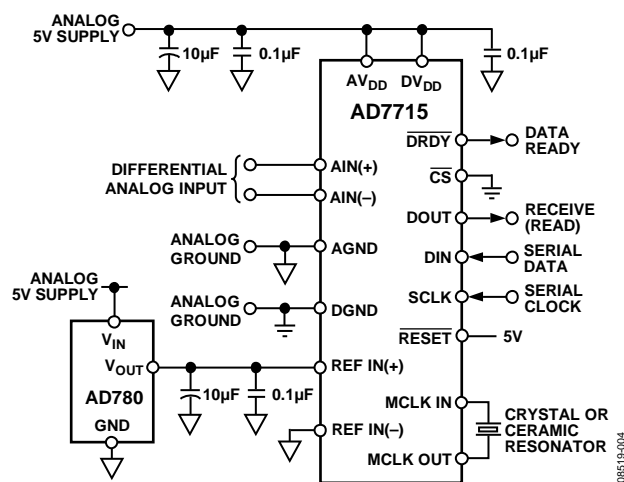 ANALOG
5V SUPPLY
10µF
0.1µF
0.1µF
AVDD
DVDD
AD7715
DRDY
DATA
READY
DIFFERENTIAL
ANALOG INPUT
AIN(+)
AIN(–)
CS
DOUT
RECEIVE
(READ)
ANALOG
GROUND
AGND
DIN
SERIAL
DATA
ANALOG
5V SUPPLY
ANALOG
GROUND
DGND
SCLK
SERIAL
CLOCK
RESET
5V
VIN
VOUT
AD780
GND
10µF
0.1µF
REF IN(+)
REF IN(–)
MCLK IN
MCLK OUT
CRYSTAL OR
CERAMIC
RESONATOR
08519-004